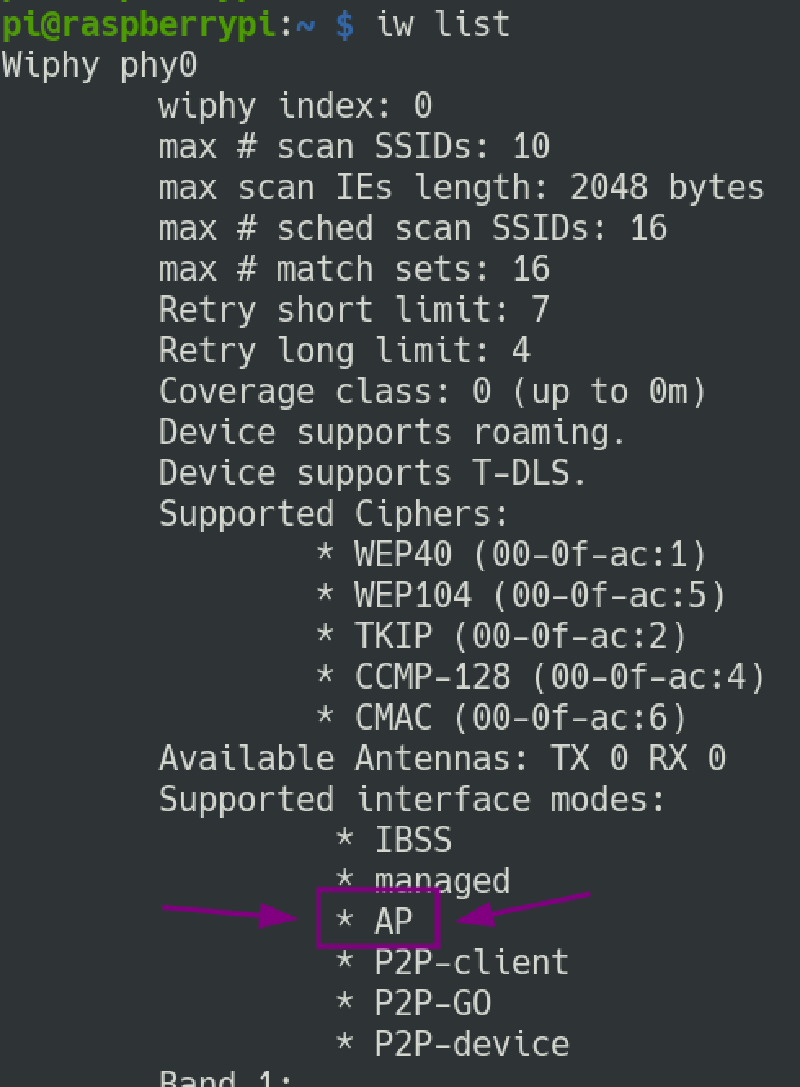 pi@raspberrypi:~ $ iw list
Wiphy phy0
wiphy index: 0
max # scan SSIDs: 10
max scan IEs length: 2048 bytes
max # sched scan SSIDs: 16
max # match sets: 16
Retry short limit: 7
Retry long limit: 4
Coverage class: 0 (up to 0m)
Device supports roaming.
Device supports T-DLS.
Supported Ciphers:
* WEP40 (00-0f-ac:1)
* WEP104 (00-0f-ac:5)
* TKIP (00-0f-ac:2)
* CCMP-128 (00-0f-ac:4)
* CMAC (00-0f-ac:6)
Available Antennas: TX 0 RX 0
Supported interface modes:
* IBSS
* managed
* AP
* P2P-client
* P2P-GO
* P2P-device
Band 1: